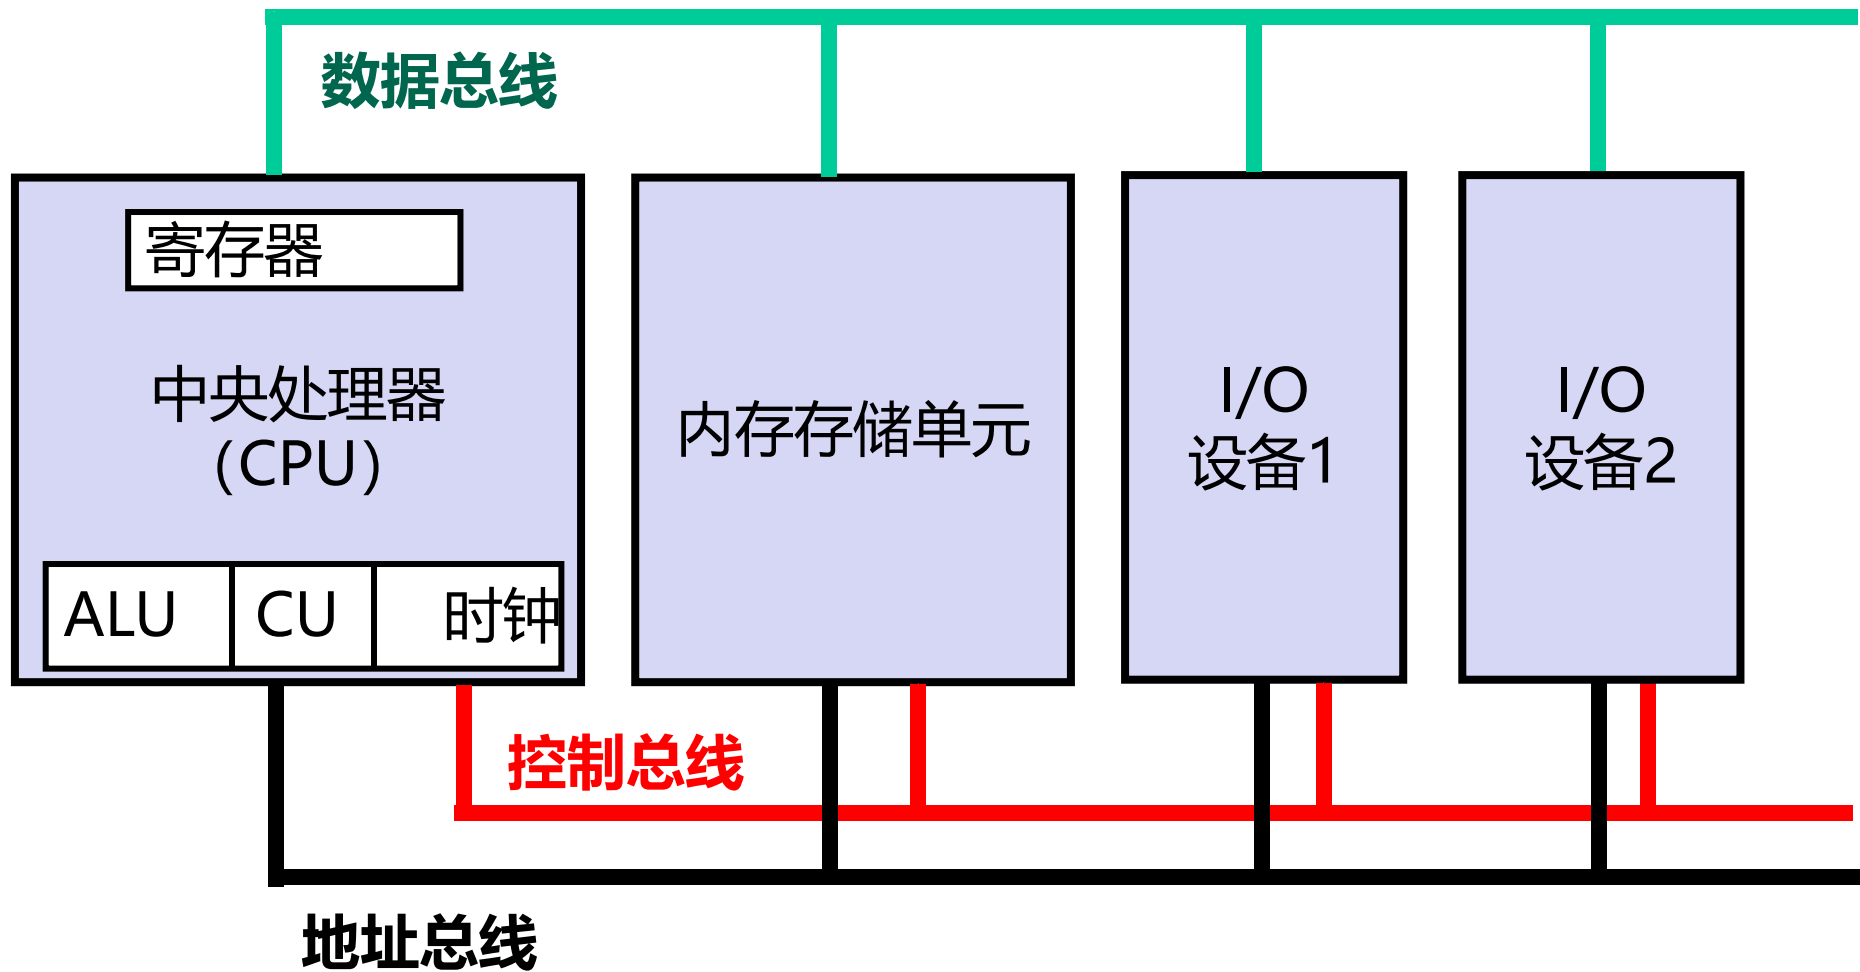 数据总线
寄存器
中央处理器
（CPU）
ALU
CU
时钟
内存存储单元
I/O
设备1
I/O
设备2
控制总线
地址总线